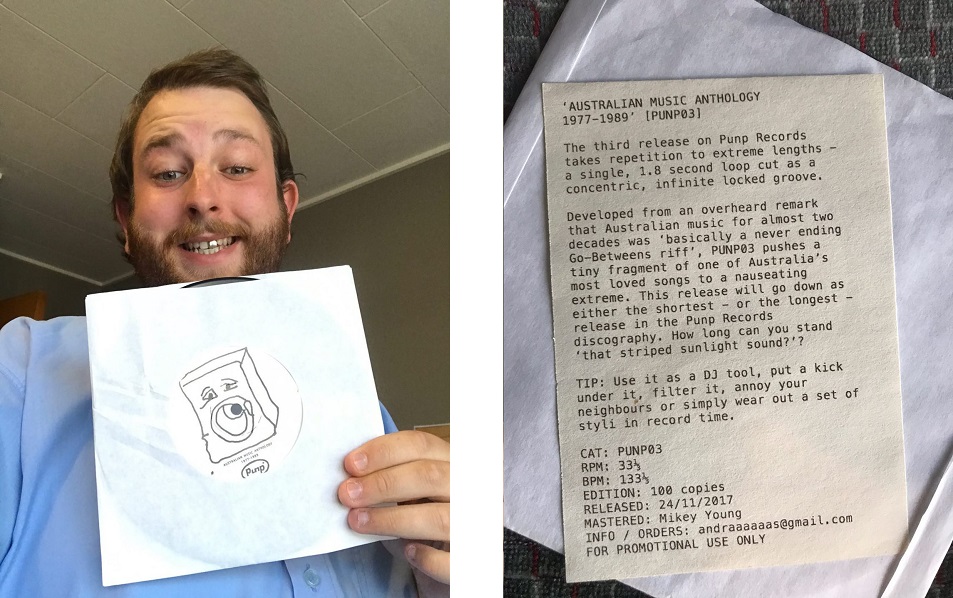 AUSTRALIAN MUSIC ANTHOLOGY
1977-1989
Punp
'AUSTRALIAN MUSIC ANTHOLOGY
1977-1989' [PUNP03]
The third release on Punp Records
takes repetition to extreme lengths –
a single, 1.8 second loop cut as a
concentric, infinite locked groove.
Developed from an overheard remark
that Australian music for almost two
decades was 'basically a never ending
Go-Betweens riff', PUNP03 pushes a
tiny fragment of one of Australia's
most loved songs to a nauseating
extreme. This release will go down as
either the shortest – or the longest –
release in the Punp Records
discography. How long can you stand
'that striped sunlight sound?'?
TIP: Use it as a DJ tool, put a kick
under it, filter it, annoy your
neighbours or simply wear out a set of
styli in record time.
CAT: PUNP03
RPM: 33⅓
BPM: 133⅓
EDITION: 100 copies
RELEASED: 24/11/2017
MASTERED: Mikey Young
INFO / ORDERS: andraaaaaas@gmail.com
FOR PROMOTIONAL USE ONLY